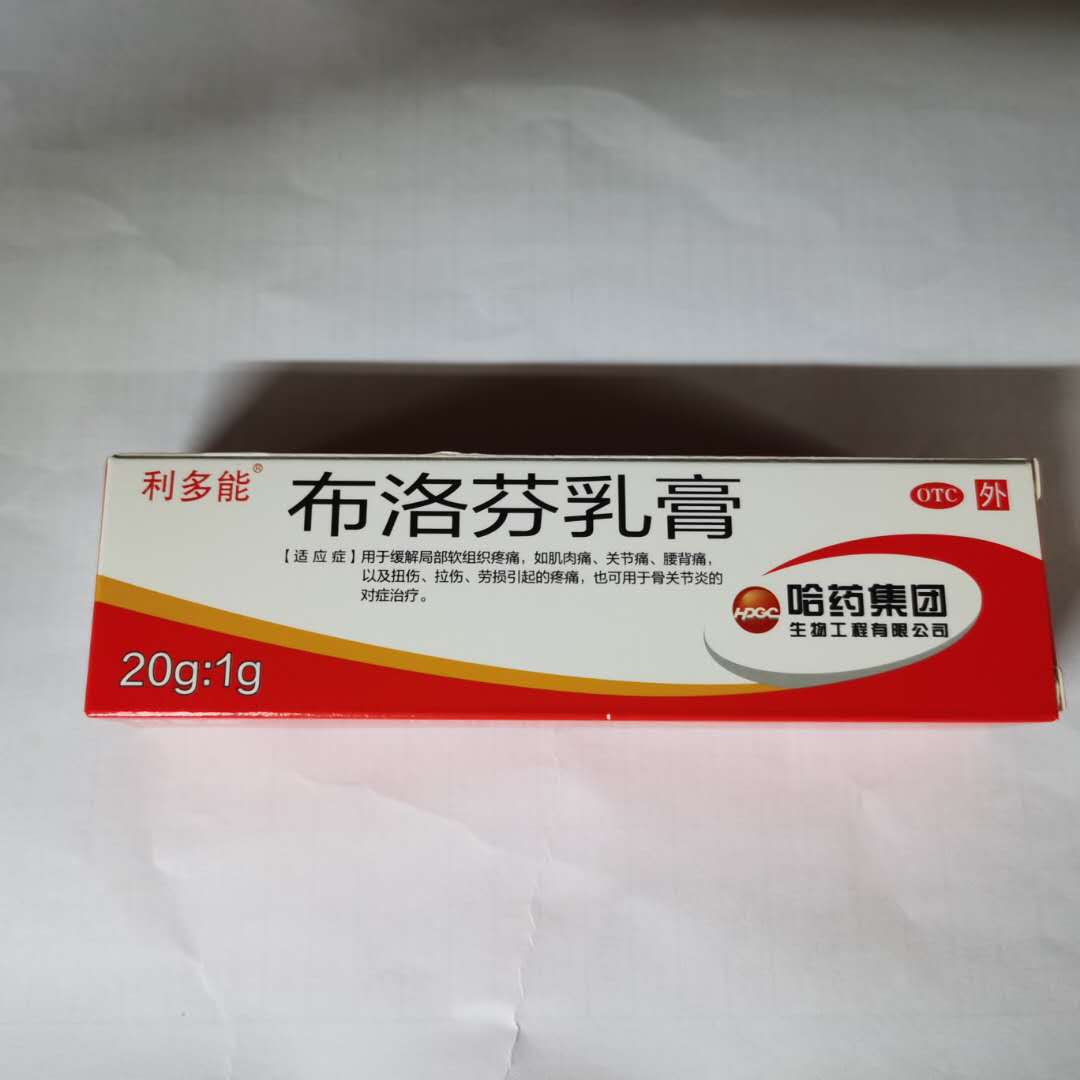 利多能®
布洛芬乳膏
OTC 外
【适应症】用于缓解局部软组织疼痛，如肌肉痛、关节痛、腰背痛，
以及扭伤、拉伤、劳损引起的疼痛，也可用于骨关节炎的
对症治疗。
HPGC
哈药集团
生物工程有限公司
20g:1g